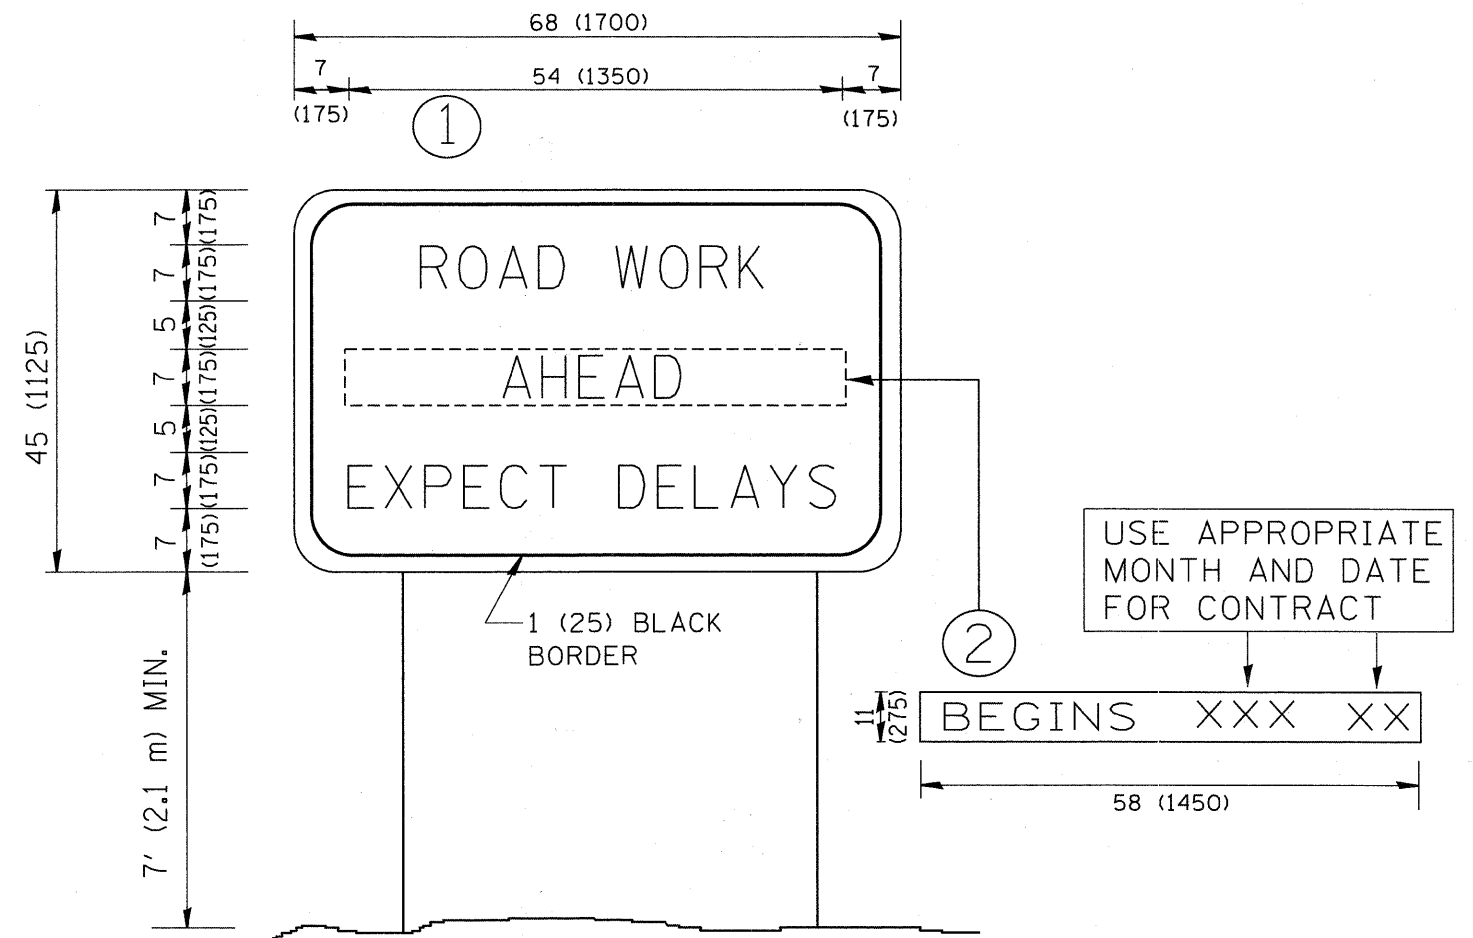 68 (1700)
7
54 (1350)
7
(175)
(175)
1
7
(175)
7
(175)
5
(125)
7
(175)
5
(125)
7
(175)
7
(175)
45 (1125)
ROAD WORK
AHEAD
EXPECT DELAYS
1 (25) BLACK
BORDER
7' (2.1 m) MIN.
2
USE APPROPRIATE
MONTH AND DATE
FOR CONTRACT
11
(275)
BEGINS XXX XX
58 (1450)